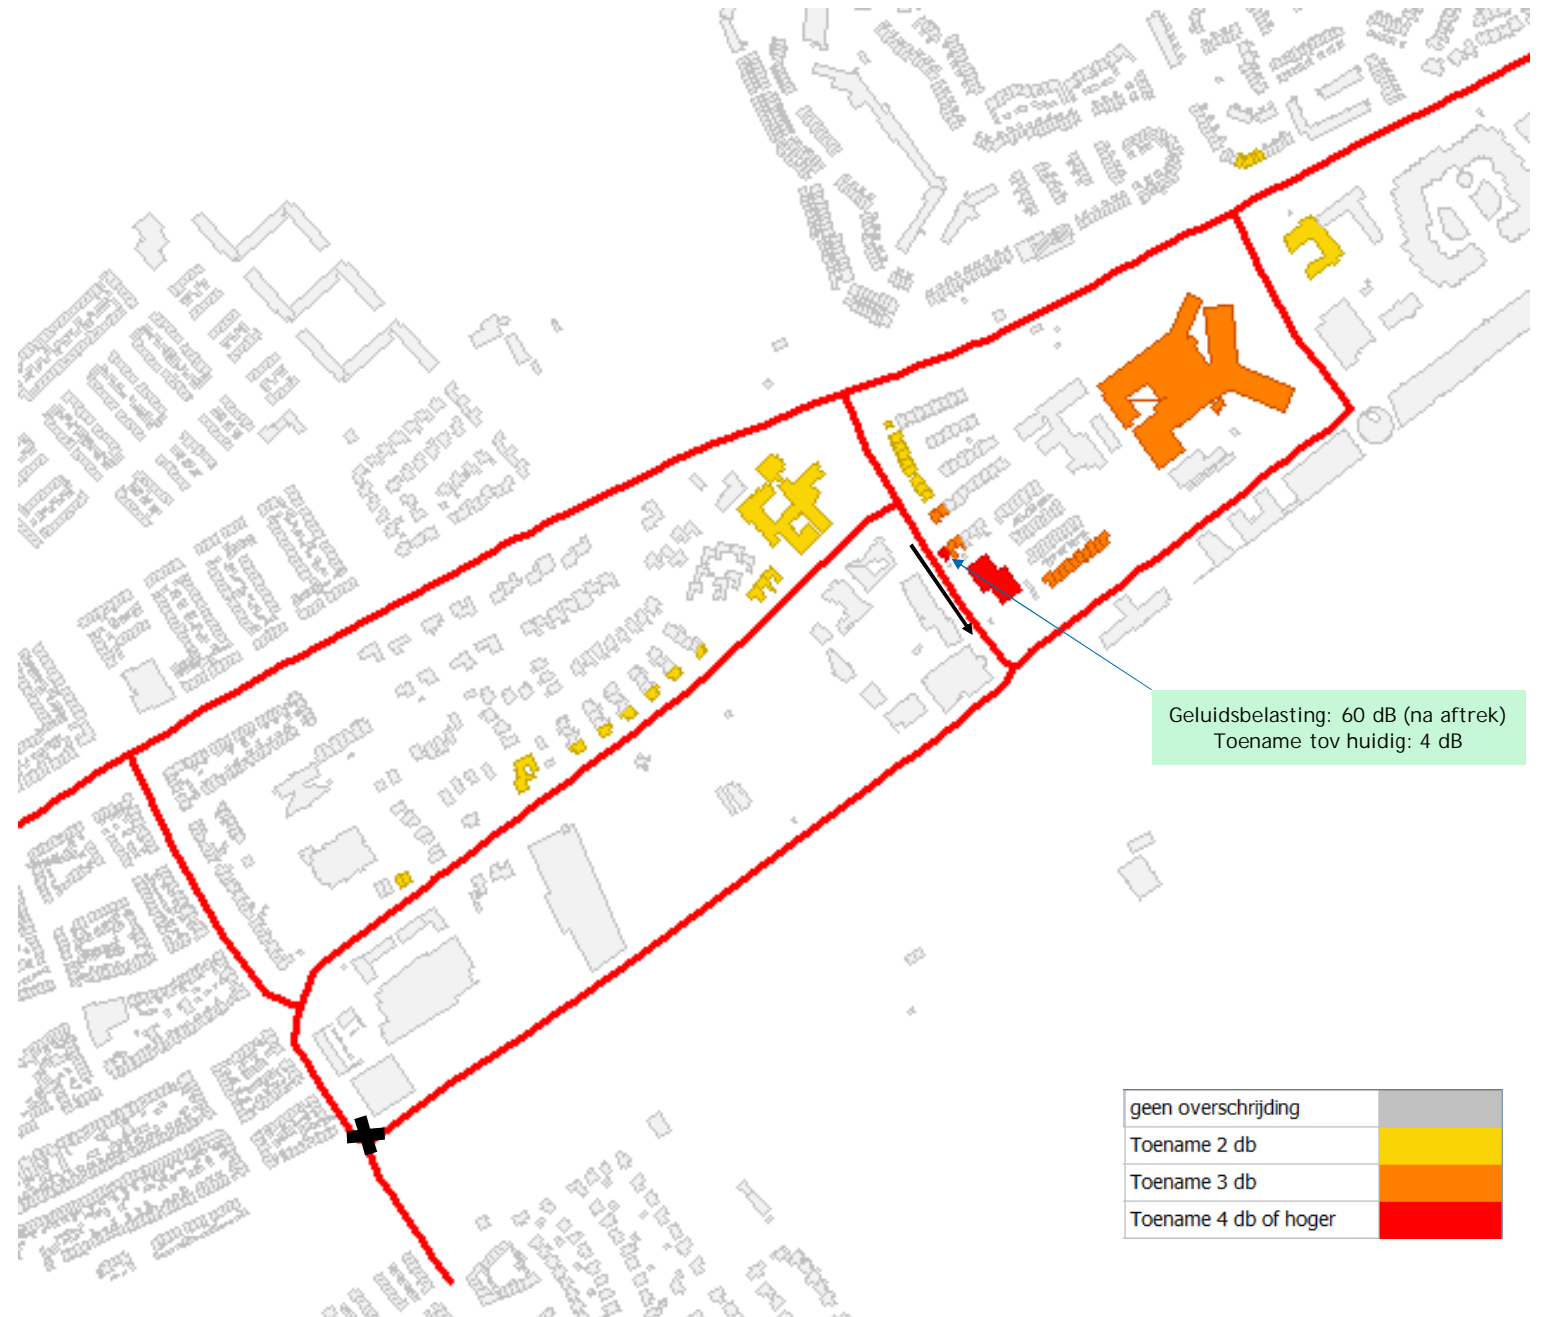 Geluidsbelasting: 60 dB (na aftrek)
Toename tov huidig: 4 dB
geen overschrijding
Toename 2 db
Toename 3 db
Toename 4 db of hoger